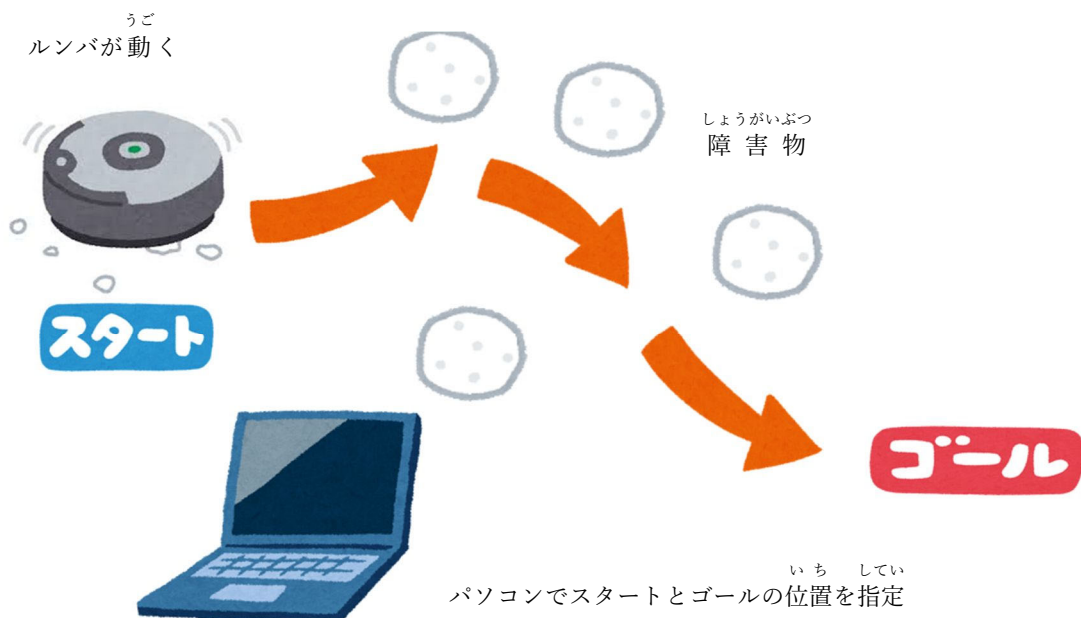 うご
ルンバが動く
しょうがいぶつ
障害物
スタート
ゴール
いち してい
パソコンでスタートとゴールの位置を指定